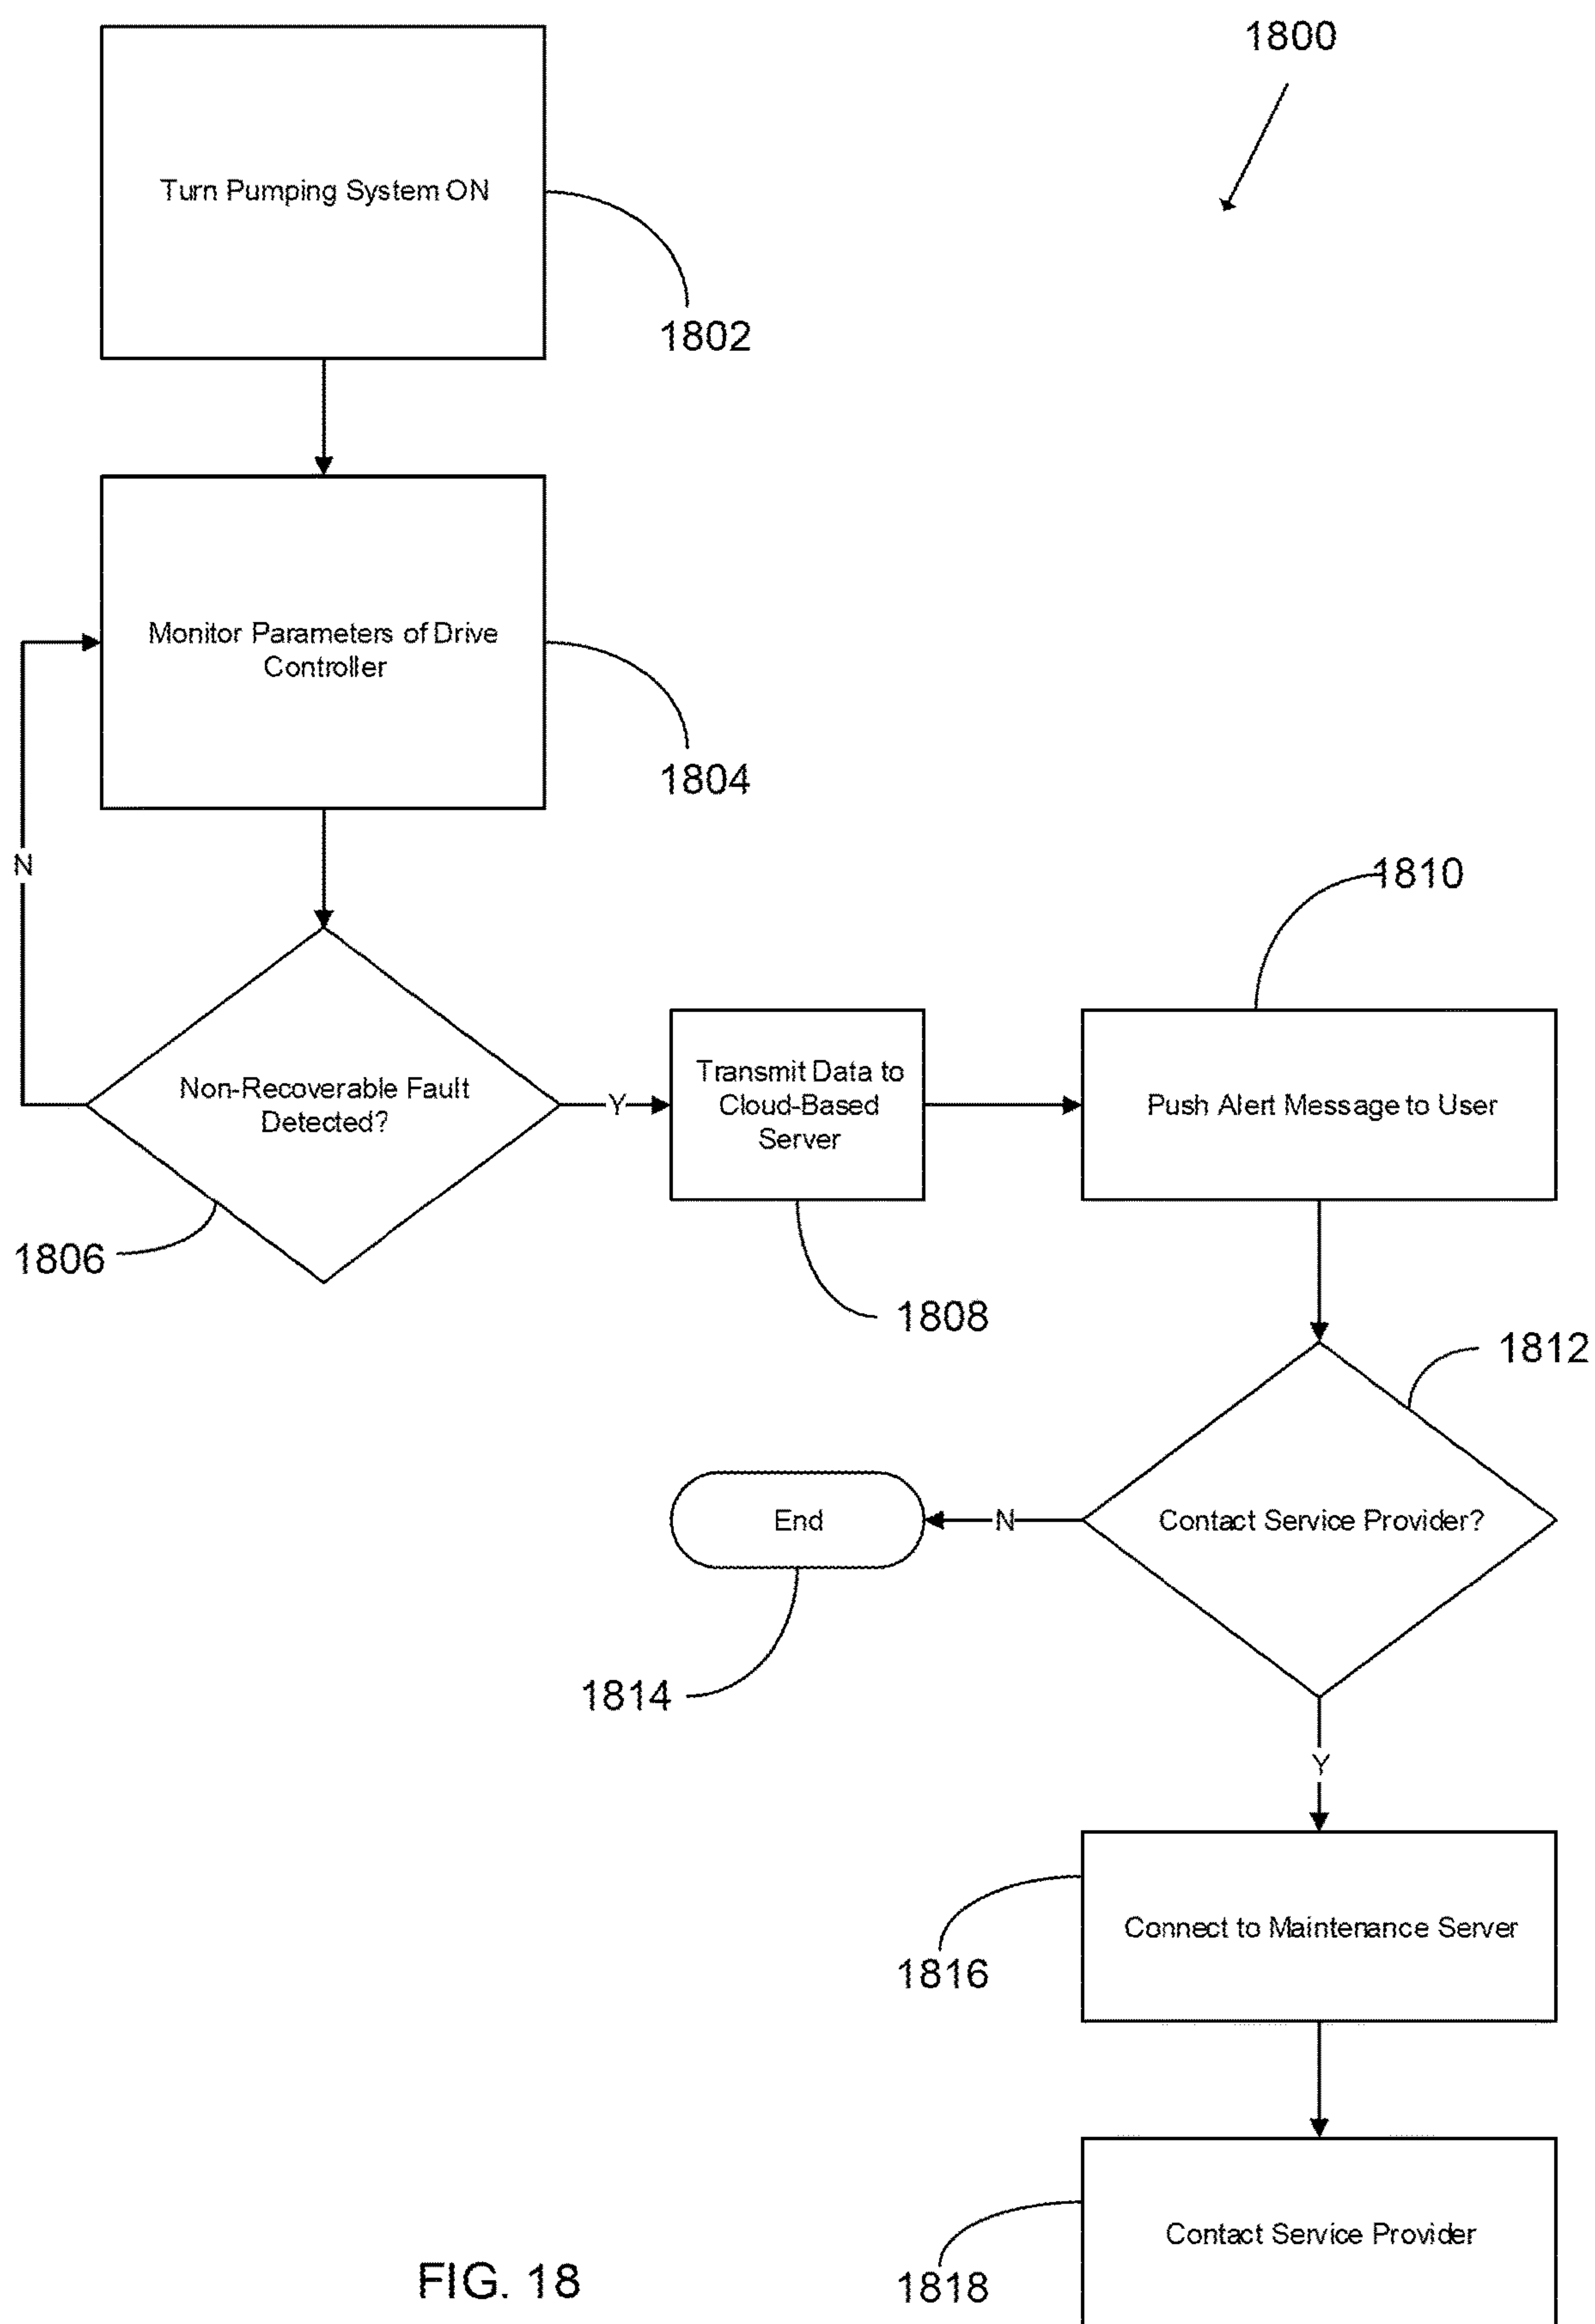 1800
Turn Pumping System ON
1802
Monitor Parameters of Drive
Controller
1804
N
1810
Non-Recoverable Fault
Detected?
Y
Transmit Data to
Cloud-Based
Server
Push Alert Message to User
1806
1808
1812
End
N
Contact Service Provider?
1814
Y
Connect to Maintenance Server
1816
Contact Service Provider
1818
FIG. 18